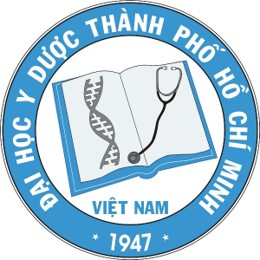 ĐẠI HỌC Y DƯỢC THÀNH PHỐ HỒ CHÍ MINH
VIỆT NAM
* 1947 *